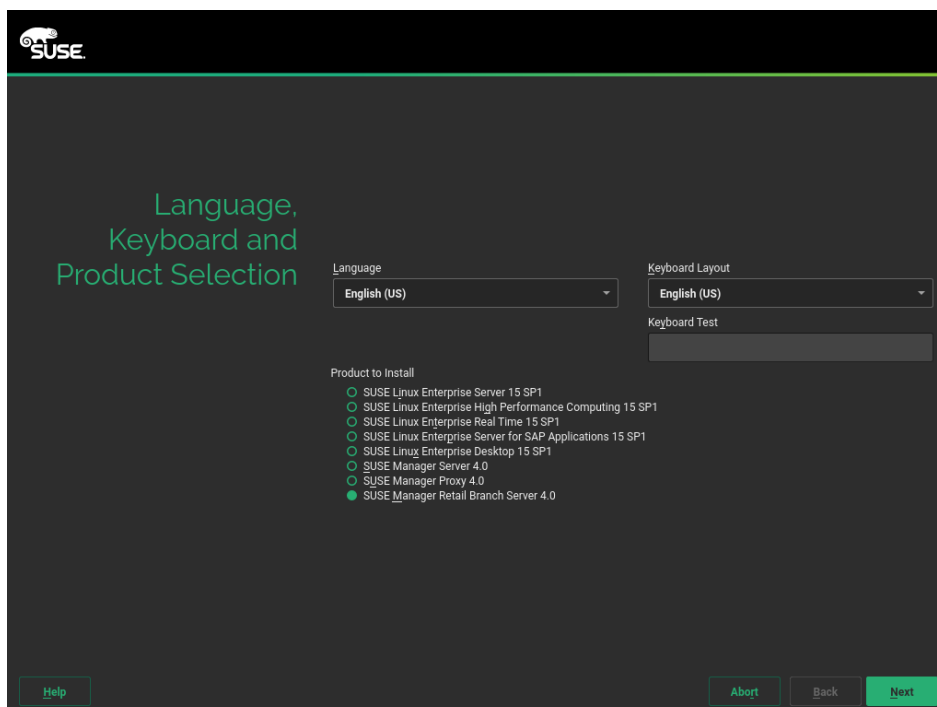 SUSE.
Language,
Keyboard and
Product Selection
Language
English (US)
Keyboard Layout
English (US)
Keyboard Test
Product to Install
SUSE Linux Enterprise Server 15 SP1
SUSE Linux Enterprise High Performance Computing 15 SP1
SUSE Linux Enterprise Real Time 15 SP1
SUSE Linux Enterprise Server for SAP Applications 15 SP1
SUSE Linux Enterprise Desktop 15 SP1
SUSE Manager Server 4.0
SUSE Manager Proxy 4.0
SUSE Manager Retail Branch Server 4.0
Help
Abort
Back
Next